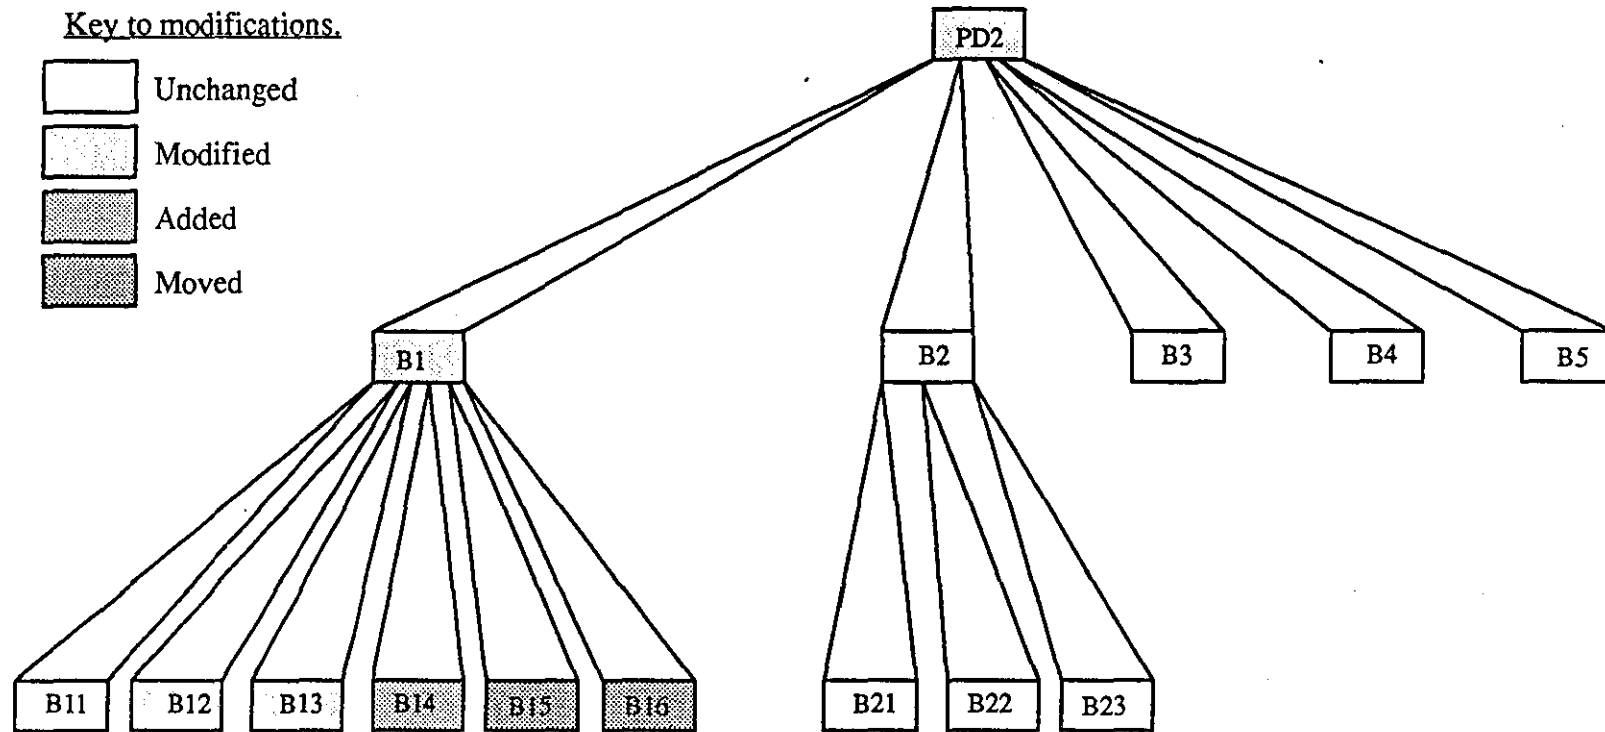 Key to modifications.
Unchanged
Modified
Added
Moved
PD2
B1
B2
B3
B4
B5
B11
B12
B13
B14
B15
B16
B21
B22
B23